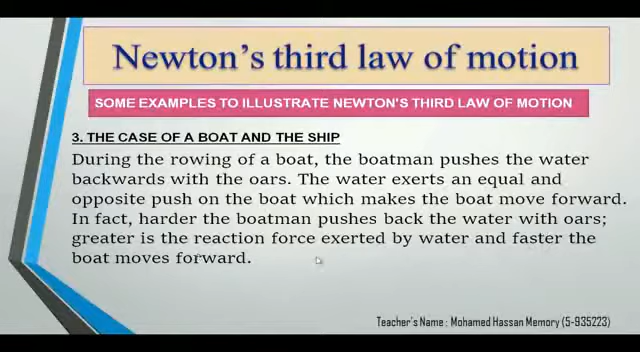 Newton's third law of motion
SOME EXAMPLES TO ILLUSTRATE NEWTON'S THIRD LAW OF MOTION
3. THE CASE OF A BOAT AND THE SHIP
During the rowing of a boat, the boatman pushes the water
backwards with the oars. The water exerts an equal and
opposite push on the boat which makes the boat move forward.
In fact, harder the boatman pushes back the water with oars;
greater is the reaction force exerted by water and faster the
boat moves forward.
Teacher's Name : Mohamed Hassan Memory (5-935223)